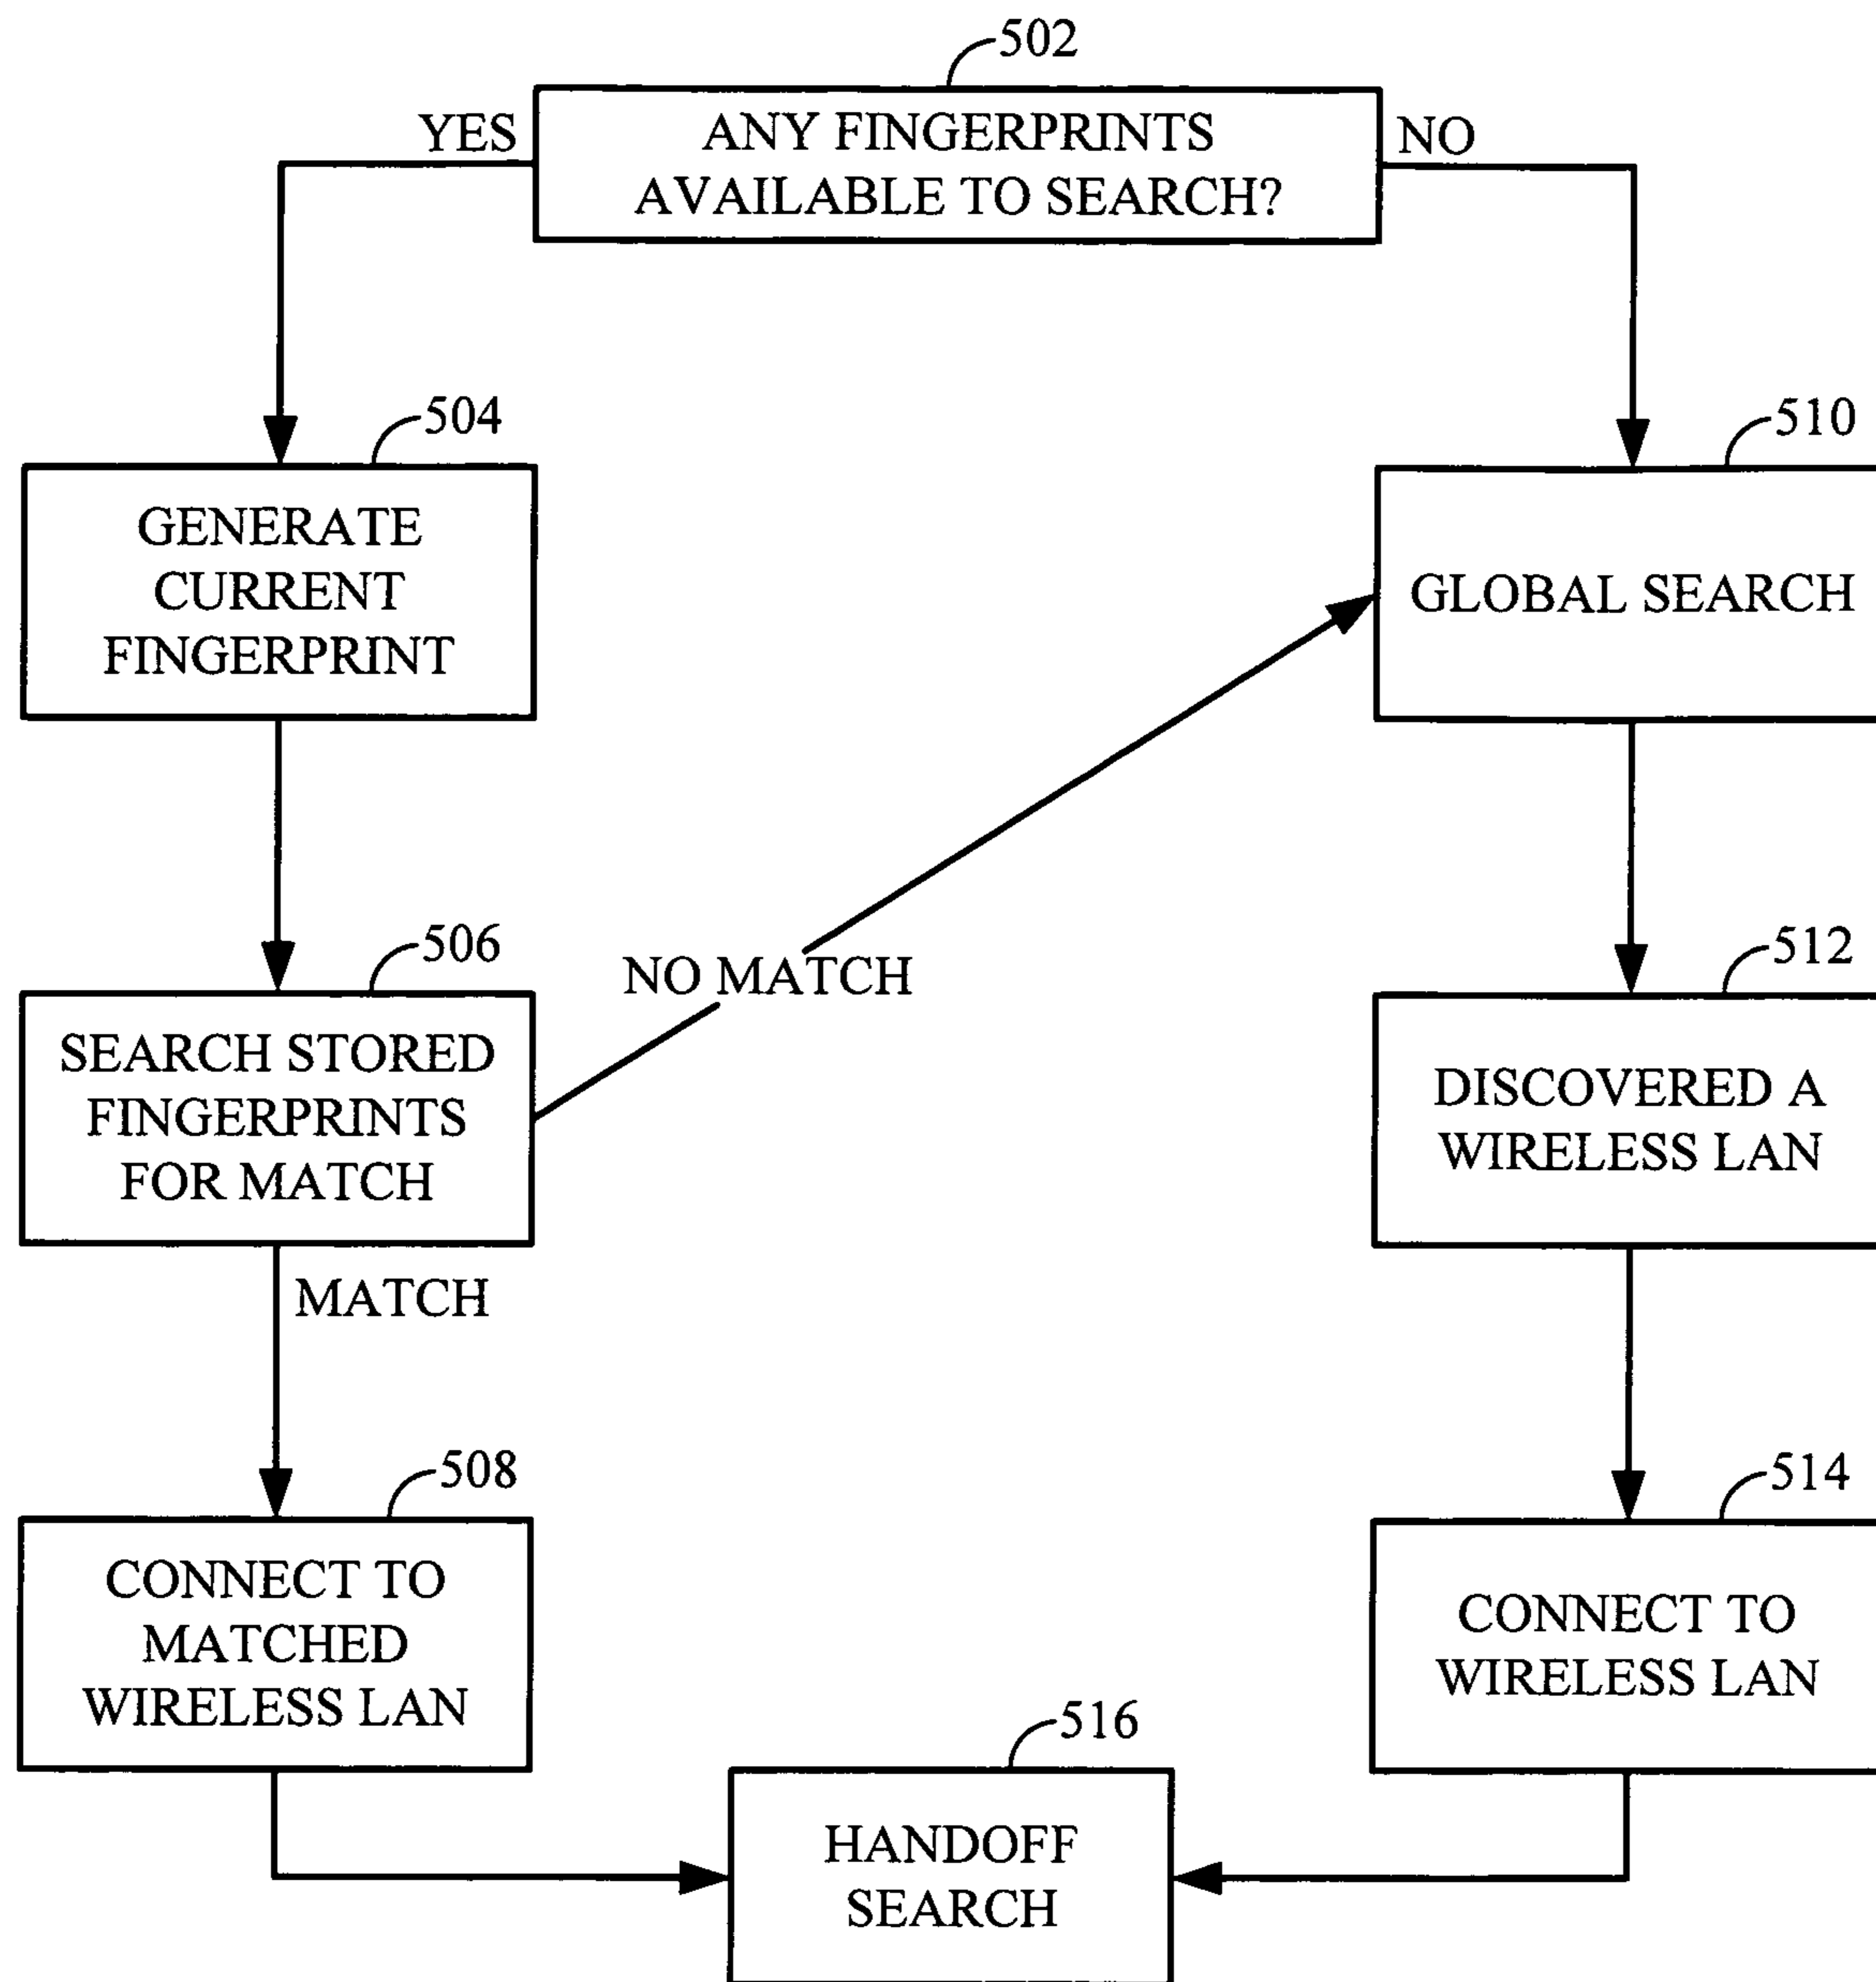 502
YES
ANY FINGERPRINTS
AVAILABLE TO SEARCH?
NO
504
GENERATE
CURRENT
FINGERPRINT
510
GLOBAL SEARCH
506
SEARCH STORED
FINGERPRINTS
FOR MATCH
NO MATCH
512
DISCOVERED A
WIRELESS LAN
MATCH
508
CONNECT TO
MATCHED
WIRELESS LAN
514
CONNECT TO
WIRELESS LAN
516
HANDOFF
SEARCH